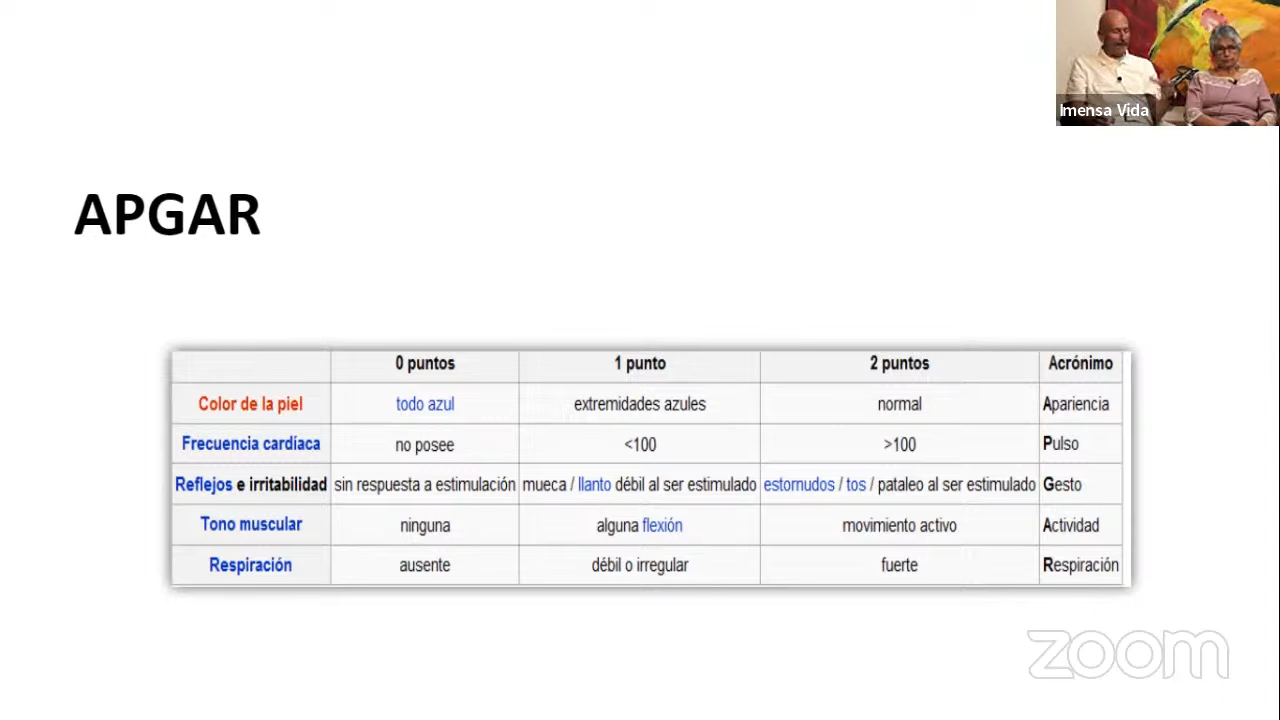 Imensa Vida
APGAR
0 puntos 1 punto 2 puntos Acrónimo
Color de la piel todo azul extremidades azules normal Apariencia
Frecuencia cardíaca no posee <100 >100 Pulso
Reflejos e irritabilidad sin respuesta a estimulación mueca / llanto débil al ser estimulado estornudos / tos / pataleo al ser estimulado Gesto
Tono muscular ninguna alguna flexión movimiento activo Actividad
Respiración ausente débil o irregular fuerte Respiración
zoom